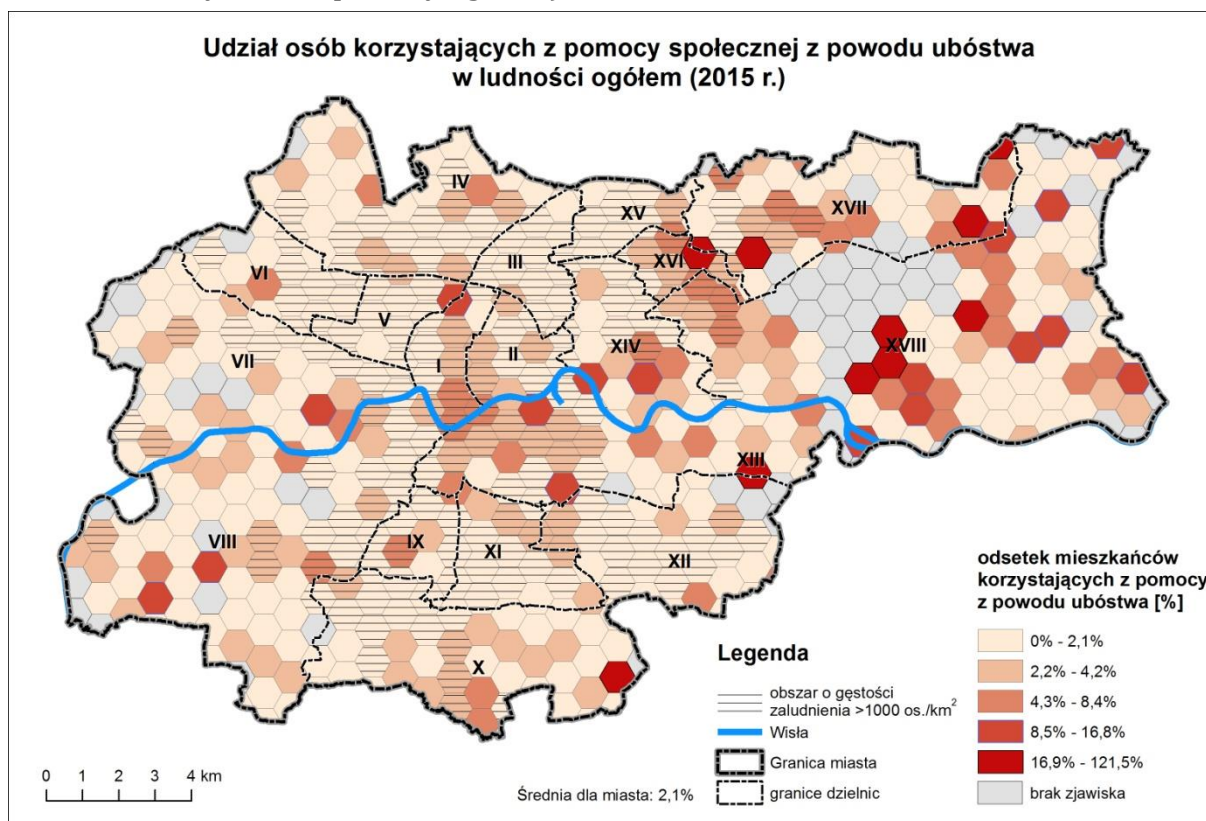 Udział osób korzystających z pomocy społecznej z powodu ubóstwa
w ludności ogółem (2015 r.)
IV
XV
XVII
XVI
III
VI
V
II
XIV
XVIII
VII
I
XIII
VIII
IX
XI
XII
X
odsetek mieszkańców
korzystających z pomocy
z powodu ubóstwa [%]
0% - 2,1%
2,2% - 4,2%
4,3% - 8,4%
8,5% - 16,8%
16,9% - 121,5%
brak zjawiska
Legenda
obszar o gęstości
zaludnienia >1000 os./km²
Wisła
Granica miasta
granice dzielnic
0 1 2 3 4 km
Średnia dla miasta: 2,1%